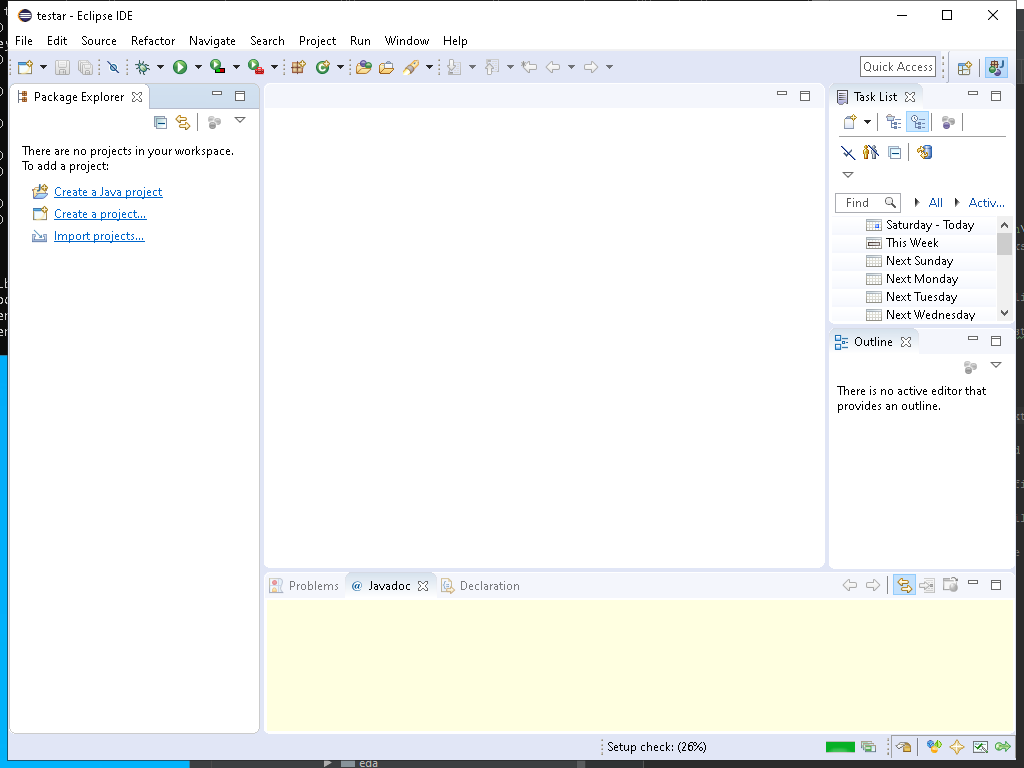 testar - Eclipse IDE
File Edit Source Refactor Navigate Search Project Run Window Help
Quick Access
Package Explorer
There are no projects in your workspace.
To add a project:
Create a Java project
Create a project...
Import projects...
Task List
Find All Activ...
Saturday - Today
This Week
Next Sunday
Next Monday
Next Tuesday
Next Wednesday
Outline
There is no active editor that
provides an outline.
Problems @ Javadoc Declaration
Setup check: (26%)
eda